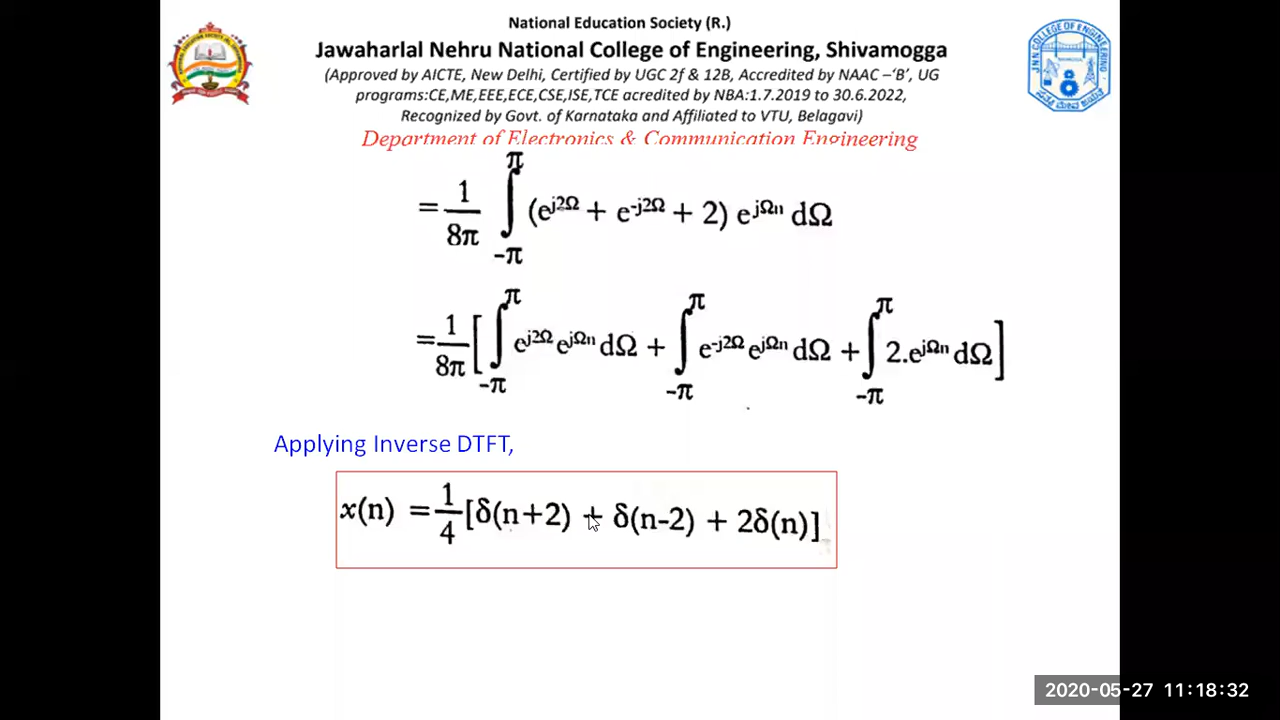 National Education Society (R.)
Jawaharlal Nehru National College of Engineering, Shivamogga
(Approved by AICTE, New Delhi, Certified by UGC 2f & 12B, Accredited by NAAC –‘B’, UG
programs:CE,ME,EEE,ECE,CSE,ISE,TCE acredited by NBA:1.7.2019 to 30.6.2022,
Recognized by Govt. of Karnataka and Affiliated to VTU, Belagavi)
Department of Electronics & Communication Engineering
= 1/8π ∫_{-π}^{π} (e^{j2Ω} + e^{-j2Ω} + 2) e^{jΩn} dΩ
= 1/8π [ ∫_{-π}^{π} e^{j2Ω} e^{jΩn} dΩ + ∫_{-π}^{π} e^{-j2Ω} e^{jΩn} dΩ + ∫_{-π}^{π} 2.e^{jΩn} dΩ ]
Applying Inverse DTFT,
x(n) = 1/4 [δ(n+2) + δ(n-2) + 2δ(n)]
2020-05-27 11:18:32